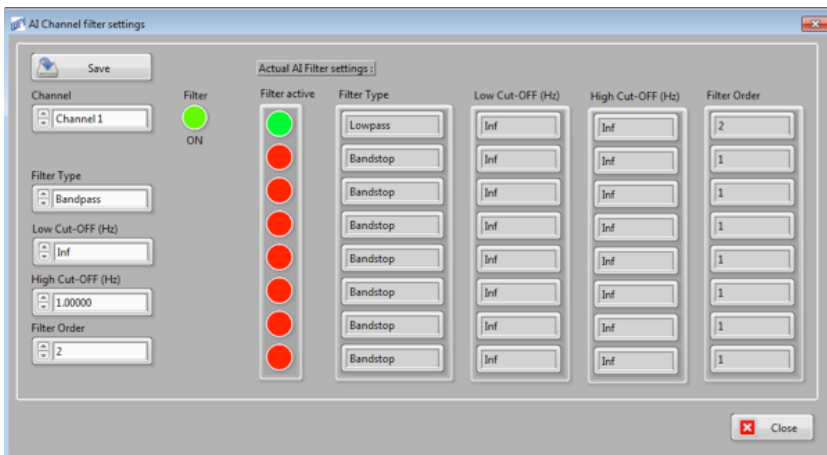 AI Channel filter settings
Save
Actual AI Filter settings :
Channel
Filter
Channel 1
ON
Filter Type
Bandpass
Low Cut-OFF (Hz)
Inf
High Cut-OFF (Hz)
1.00000
Filter Order
2
Filter active Filter Type Low Cut-OFF (Hz) High Cut-OFF (Hz) Filter Order
Lowpass Inf Inf 2
Bandstop Inf Inf 1
Bandstop Inf Inf 1
Bandstop Inf Inf 1
Bandstop Inf Inf 1
Bandstop Inf Inf 1
Bandstop Inf Inf 1
Bandstop Inf Inf 1
Close